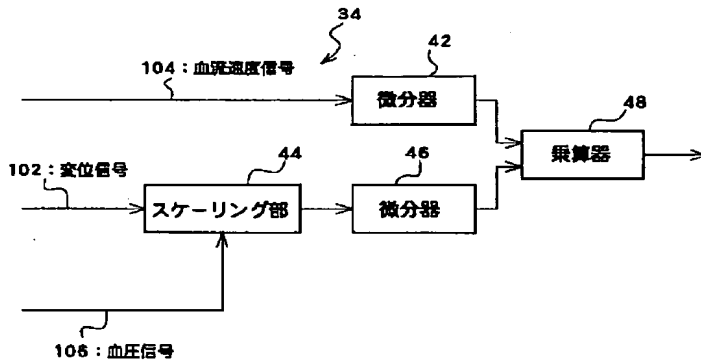 34
104：血流速度信号
42
微分器
48
乗算器
102：変位信号
44
スケーリング部
46
微分器
106：血圧信号